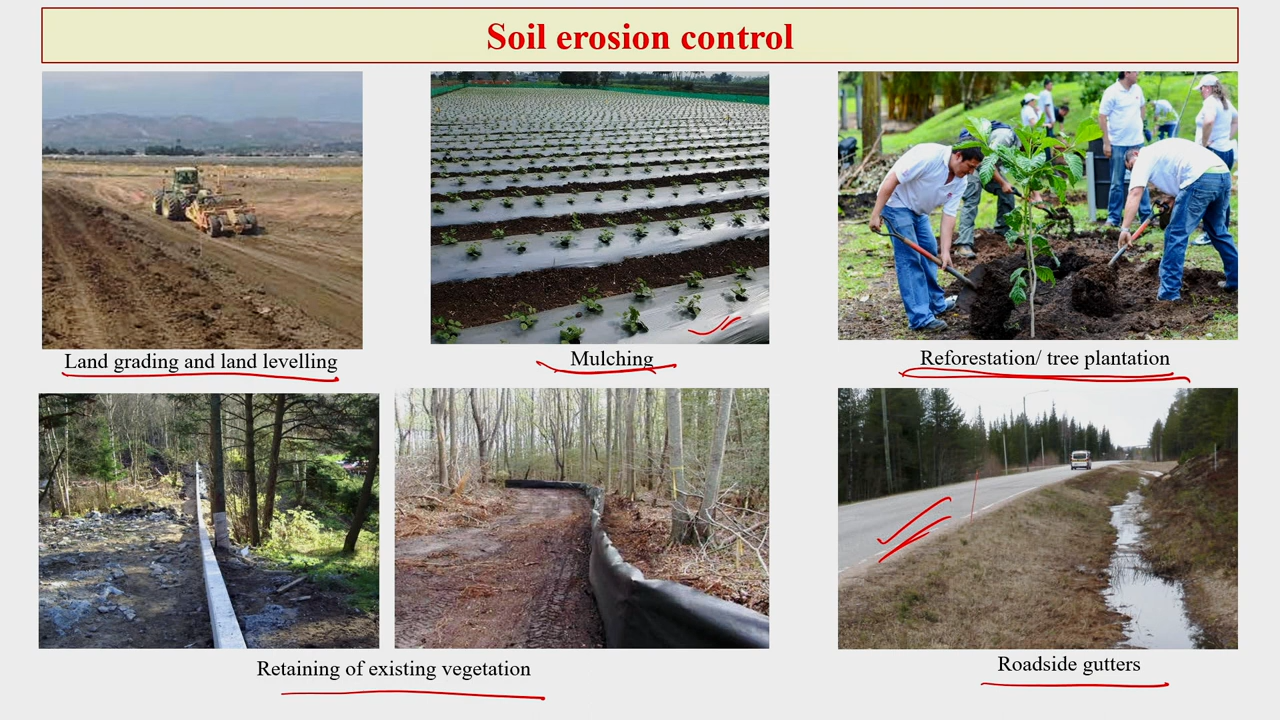 Soil erosion control
Land grading and land levelling
Mulching
Reforestation/ tree plantation
Retaining of existing vegetation
Roadside gutters